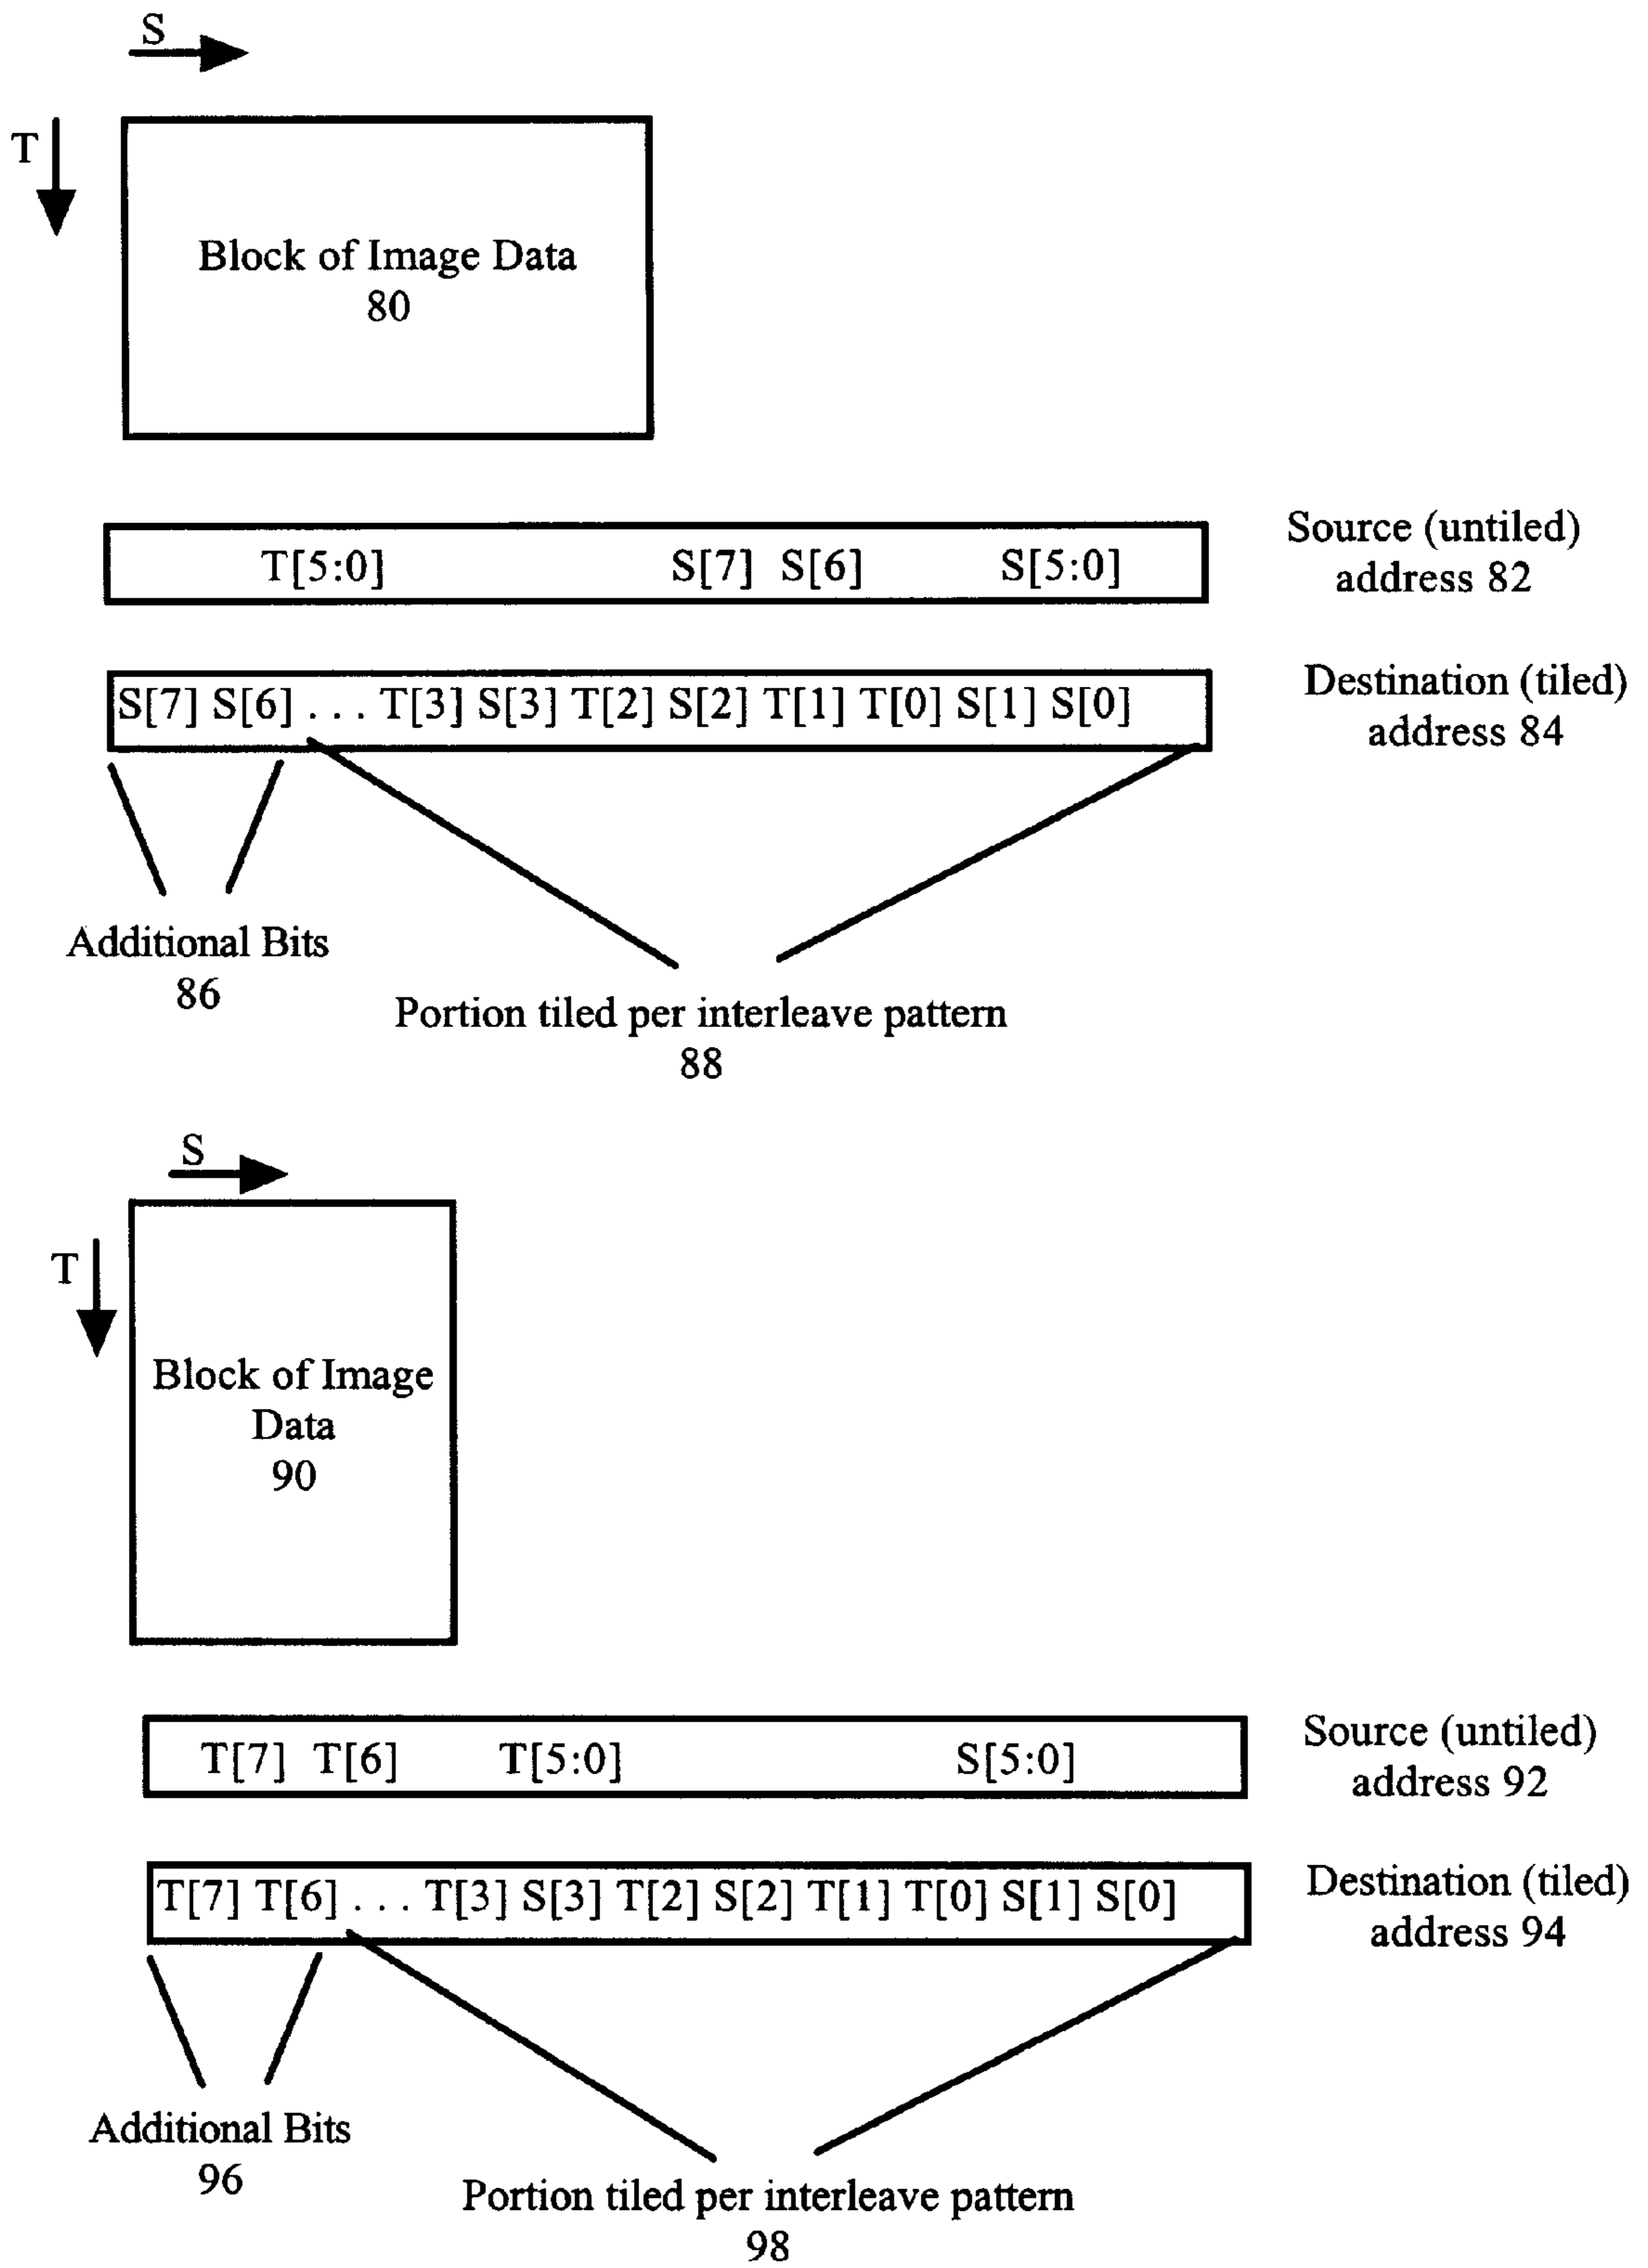 S
T
Block of Image Data
80
T[5:0] S[7] S[6] S[5:0]
Source (untiled)
address 82
S[7] S[6] . . . T[3] S[3] T[2] S[2] T[1] T[0] S[1] S[0]
Destination (tiled)
address 84
Additional Bits
86
Portion tiled per interleave pattern
88
S
T
Block of Image
Data
90
T[7] T[6] T[5:0] S[5:0]
Source (untiled)
address 92
T[7] T[6] . . . T[3] S[3] T[2] S[2] T[1] T[0] S[1] S[0]
Destination (tiled)
address 94
Additional Bits
96
Portion tiled per interleave pattern
98